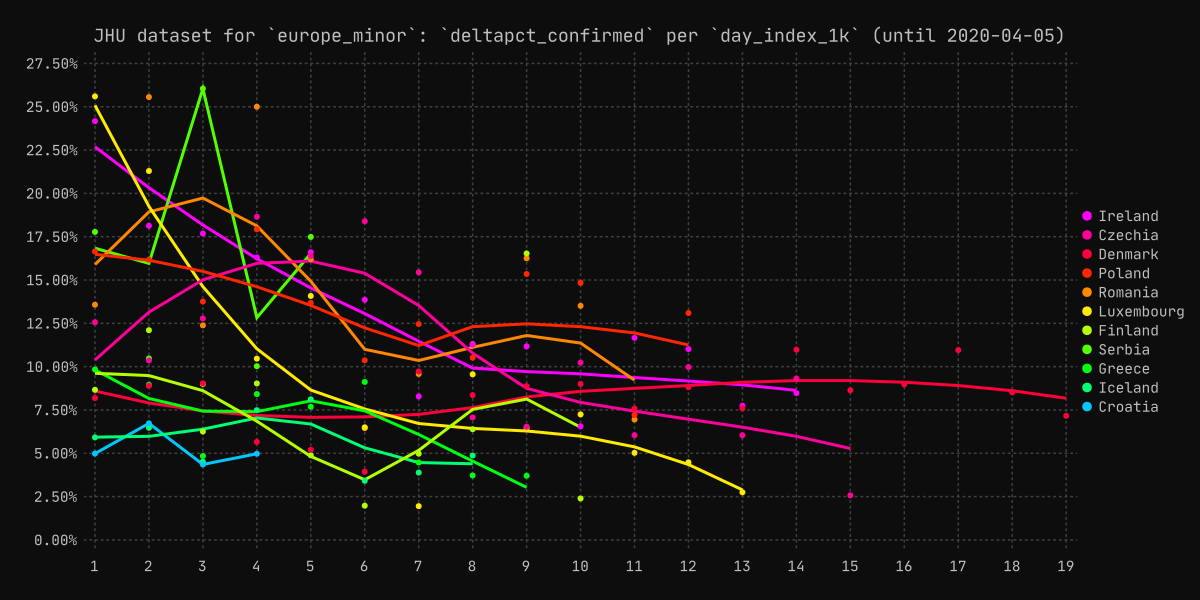 JHU dataset for `europe_minor`: `deltapct_confirmed` per `day_index_1k` (until 2020-04-05)
27.50%
25.00%
22.50%
20.00%
17.50%
15.00%
12.50%
10.00%
7.50%
5.00%
2.50%
0.00%
1 2 3 4 5 6 7 8 9 10 11 12 13 14 15 16 17 18 19
Ireland
Czechia
Denmark
Poland
Romania
Luxembourg
Finland
Serbia
Greece
Iceland
Croatia